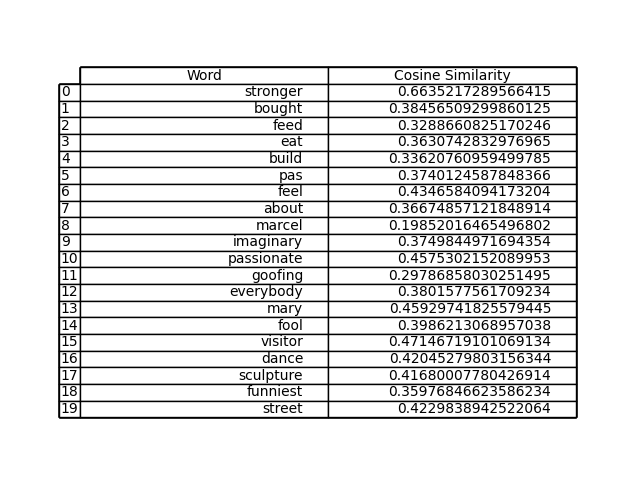 Word Cosine Similarity
0 stronger 0.6635217289566415
1 bought 0.38456509299860125
2 feed 0.3288660825170246
3 eat 0.3630742832976965
4 build 0.33620760959499785
5 pas 0.3740124587848366
6 feel 0.4346584094173204
7 about 0.36674857121848914
8 marcel 0.19852016465496802
9 imaginary 0.3749844971694354
10 passionate 0.4575302152089953
11 goofing 0.29786858030251495
12 everybody 0.3801577561709234
13 mary 0.45929741825579445
14 fool 0.3986213068957038
15 visitor 0.47146719101069134
16 dance 0.42045279803156344
17 sculpture 0.41680007780426914
18 funniest 0.35976846623586234
19 street 0.4229838942522064